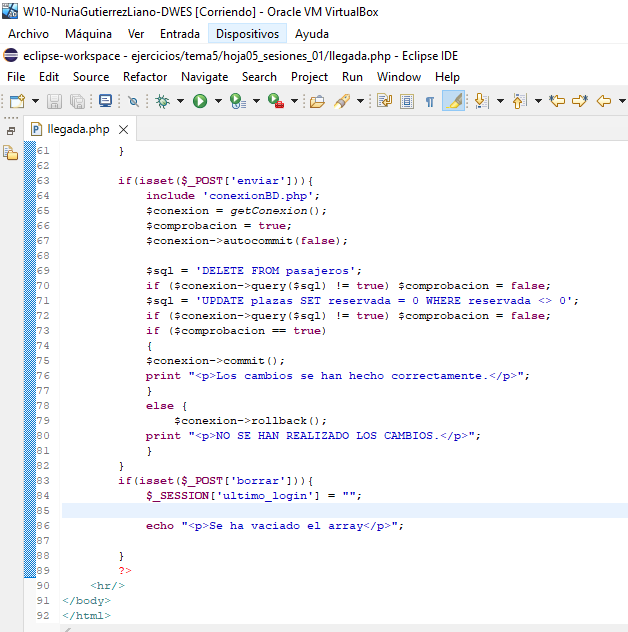 W10-NuriaGutierrezLiano-DWES [Corriendo] - Oracle VM VirtualBox
Archivo Máquina Ver Entrada Dispositivos Ayuda
eclipse-workspace - ejercicios/tema5/hoja05_sesiones_01/llegada.php - Eclipse IDE
File Edit Source Refactor Navigate Search Project Run Window Help
llegada.php
61 }
62
63 if(isset($_POST['enviar'])){
64 include 'conexionBD.php';
65 $conexion = getConexion();
66 $comprobacion = true;
67 $conexion->autocommit(false);
68
69 $sql = 'DELETE FROM pasajeros';
70 if ($conexion->query($sql) != true) $comprobacion = false;
71 $sql = 'UPDATE plazas SET reservada = 0 WHERE reservada <> 0';
72 if ($conexion->query($sql) != true) $comprobacion = false;
73 if ($comprobacion == true)
74 {
75 $conexion->commit();
76 print "<p>Los cambios se han hecho correctamente.</p>";
77 }
78 else {
79 $conexion->rollback();
80 print "<p>NO SE HAN REALIZADO LOS CAMBIOS.</p>";
81 }
82 }
83 if(isset($_POST['borrar'])){
84 $_SESSION['ultimo_login'] = "";
85
86 echo "<p>Se ha vaciado el array</p>";
87
88 }
89 ?>
90 <hr/>
91 </body>
92 </html>